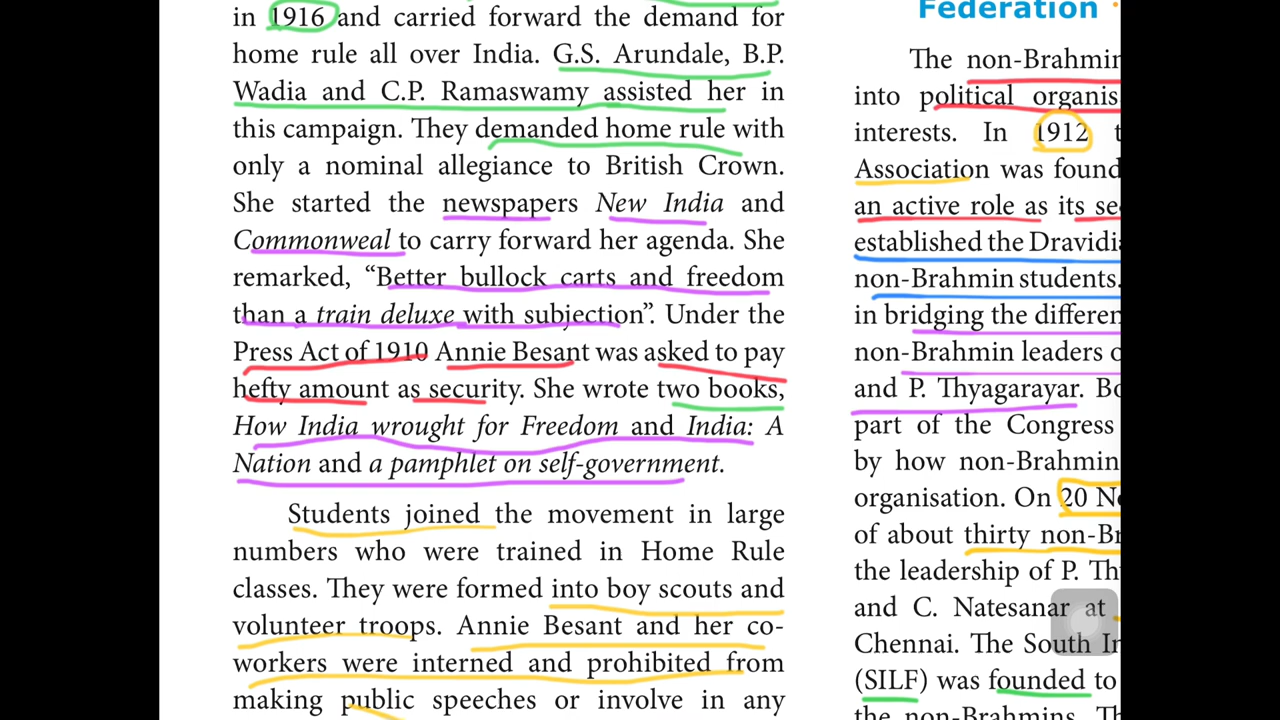 in 1916 and carried forward the demand for
home rule all over India. G.S. Arundale, B.P.
Wadia and C.P. Ramaswamy assisted her in
this campaign. They demanded home rule with
only a nominal allegiance to British Crown.
She started the newspapers New India and
Commonweal to carry forward her agenda. She
remarked, “Better bullock carts and freedom
than a train deluxe with subjection”. Under the
Press Act of 1910 Annie Besant was asked to pay
hefty amount as security. She wrote two books,
How India wrought for Freedom and India: A
Nation and a pamphlet on self-government.
Students joined the movement in large
numbers who were trained in Home Rule
classes. They were formed into boy scouts and
volunteer troops. Annie Besant and her co-
workers were interned and prohibited from
making public speeches or involve in any
Federation
The non-Brahmin
into political organis
interests. In 1912 t
Association was found
an active role as its se
established the Dravidi
non-Brahmin students.
in bridging the differen
non-Brahmin leaders
and P. Thyagarayar. Bo
part of the Congress
by how non-Brahmin
organisation. On 20 No
of about thirty non-Br
the leadership of P. Th
and C. Natesanar at
Chennai. The South In
(SILF) was founded to
the non-Brahmins. Th